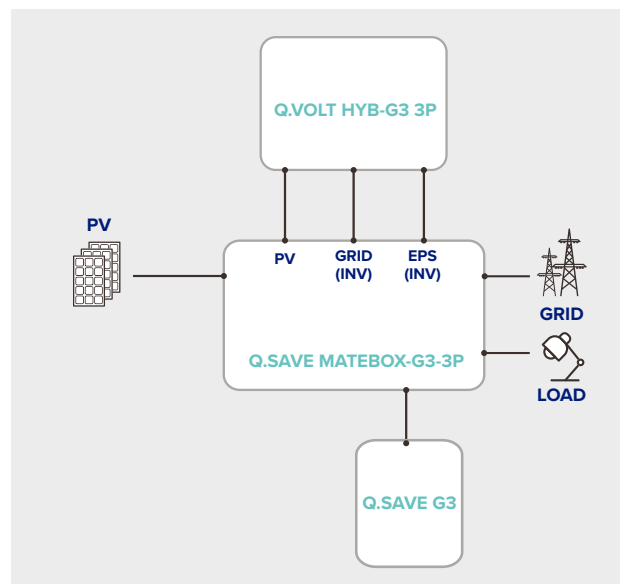 Q.VOLT HYB-G3 3P
PV
PV
GRID
(INV)
EPS
(INV)
GRID
Q.SAVE MATEBOX-G3-3P
LOAD
Q.SAVE G3